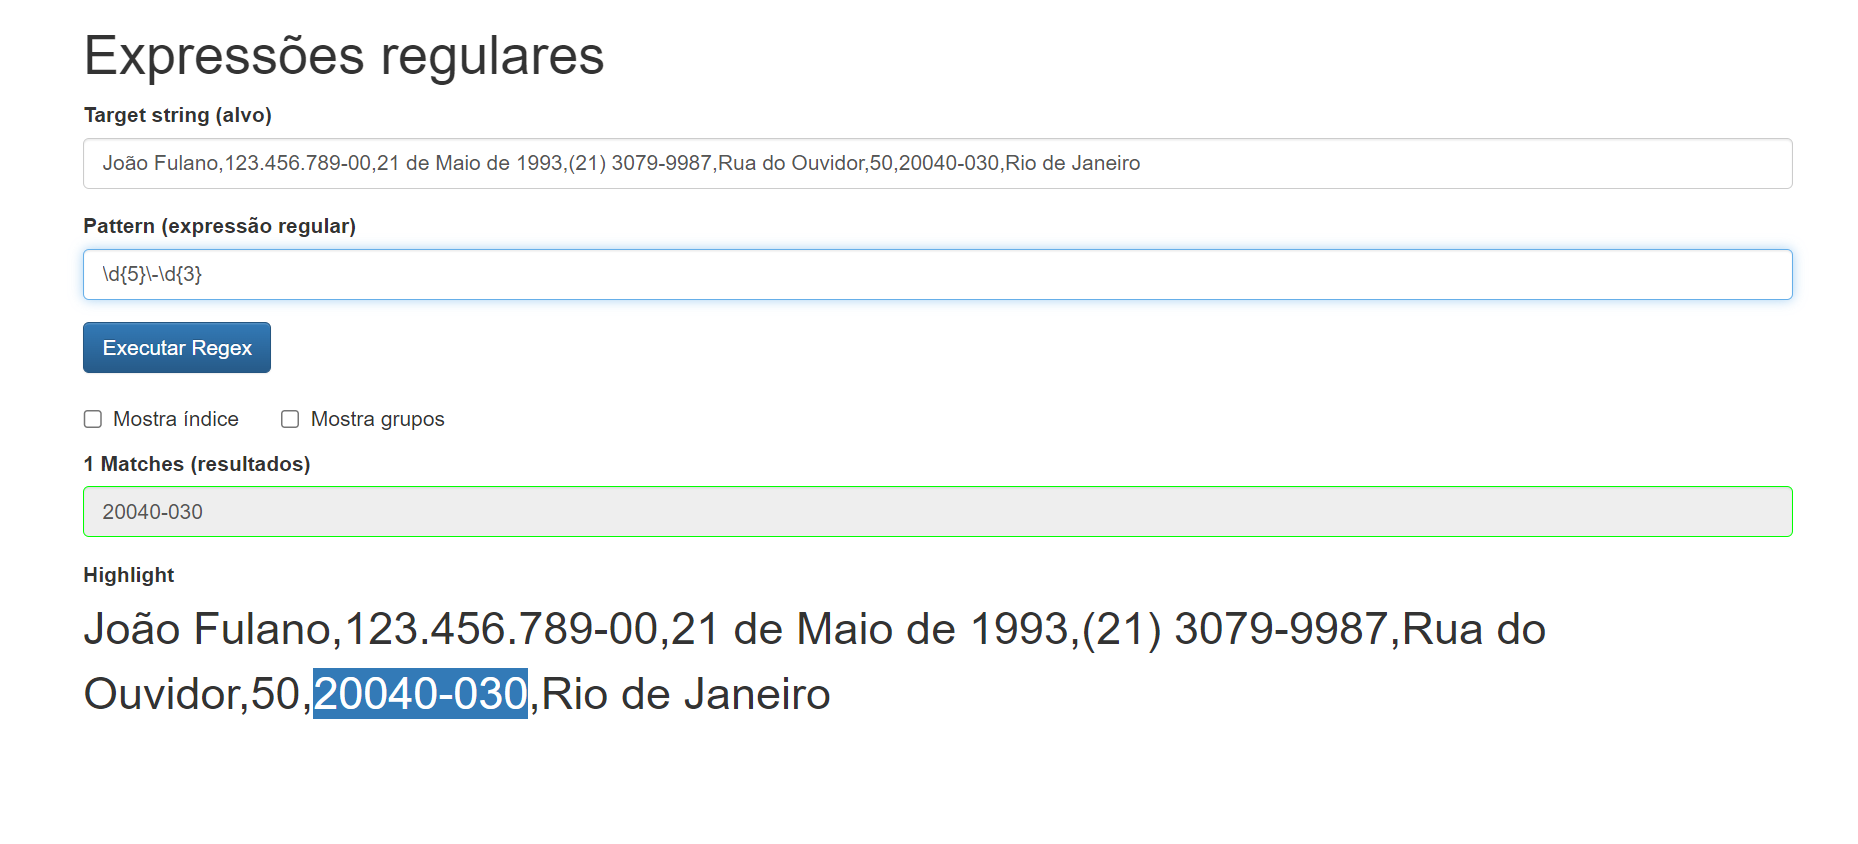 Expressões regulares
Target string (alvo)
João Fulano,123.456.789-00,21 de Maio de 1993,(21) 3079-9987,Rua do Ouvidor,50,20040-030,Rio de Janeiro
Pattern (expressão regular)
\d{5}\-\d{3}
Executar Regex
Mostra índice Mostra grupos
1 Matches (resultados)
20040-030
Highlight
João Fulano,123.456.789-00,21 de Maio de 1993,(21) 3079-9987,Rua do
Ouvidor,50,20040-030,Rio de Janeiro